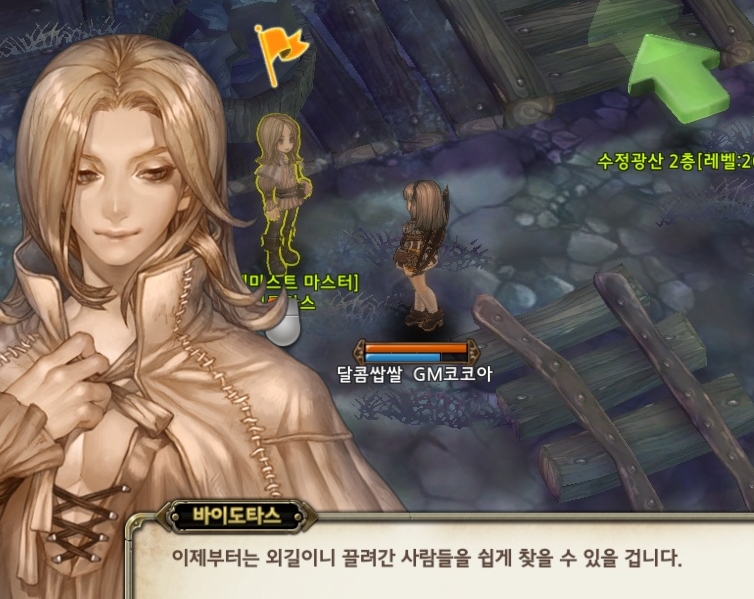 수정광산 2층[레벨:2
미스트 마스터]
달콤쌉쌀 GM코코아
바이도타스
이제부터는 외길이니 끌려간 사람들을 쉽게 찾을 수 있을 겁니다.